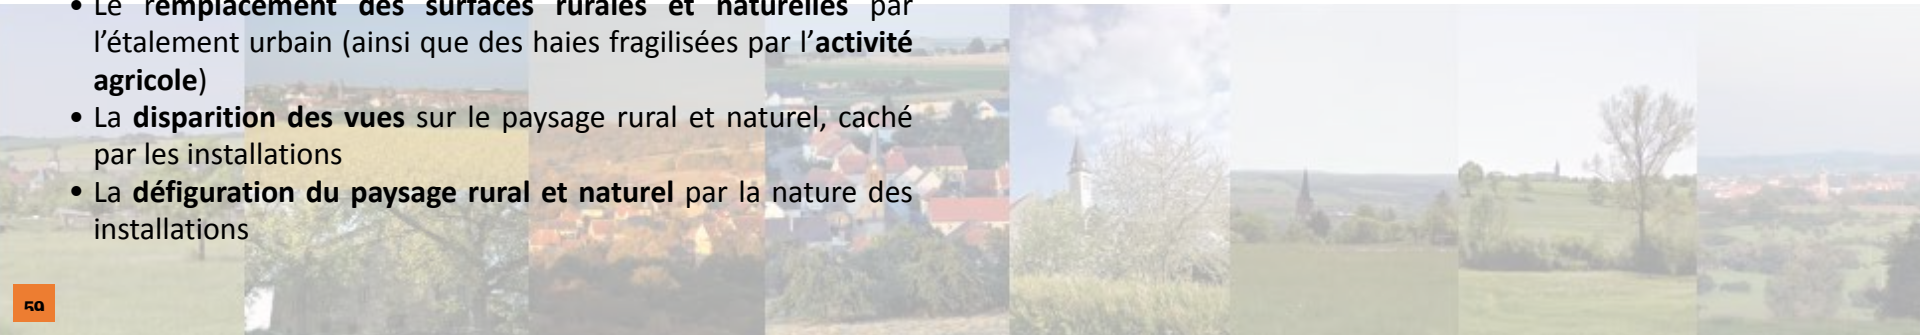 • Le remplacement des surfaces rurales et naturelles par
l’étalement urbain (ainsi que des haies fragilisées par l’activité
agricole)
• La disparition des vues sur le paysage rural et naturel, caché
par les installations
• La défiguration du paysage rural et naturel par la nature des
installations
59